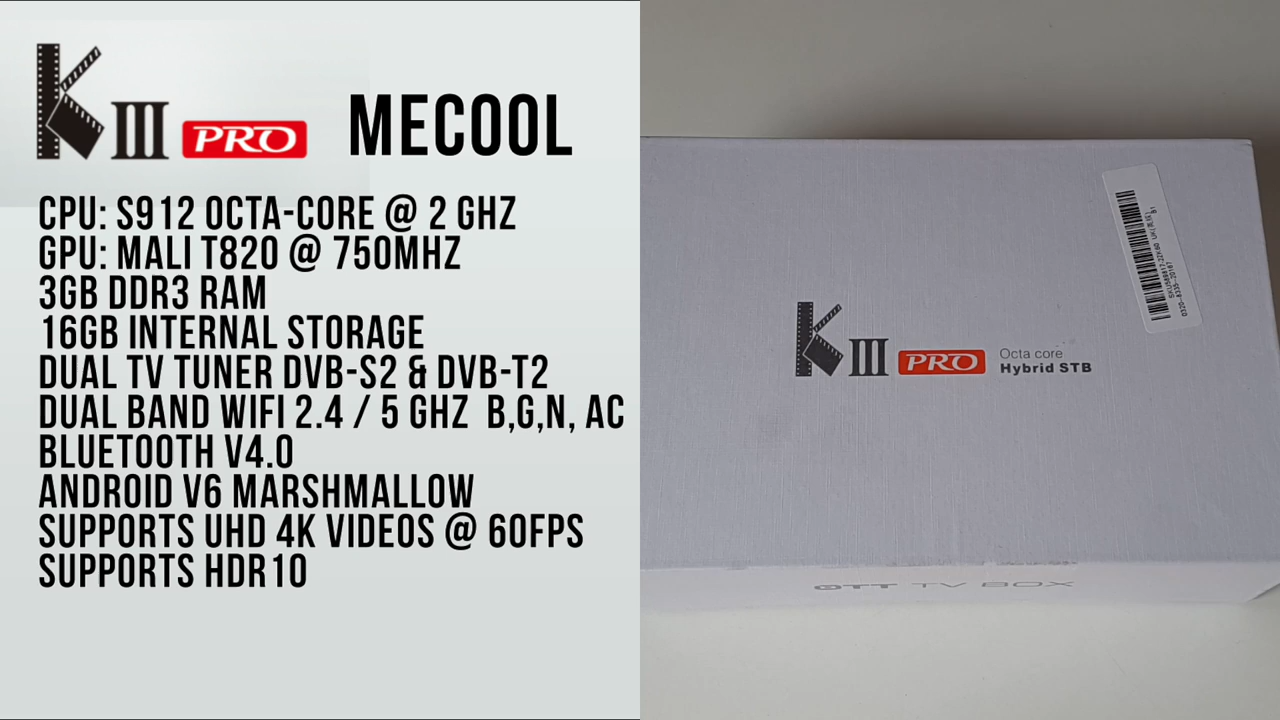 KIII PRO MECOOL
CPU: S912 OCTA-CORE @ 2 GHZ
GPU: MALI T820 @ 750MHZ
3GB DDR3 RAM
16GB INTERNAL STORAGE
DUAL TV TUNER DVB-S2 & DVB-T2
DUAL BAND WIFI 2.4 / 5 GHZ B,G,N, AC
BLUETOOTH V4.0
ANDROID V6 MARSHMALLOW
SUPPORTS UHD 4K VIDEOS @ 60FPS
SUPPORTS HDR10
KIII PRO
Octa core
Hybrid STB
OTT TV BOX